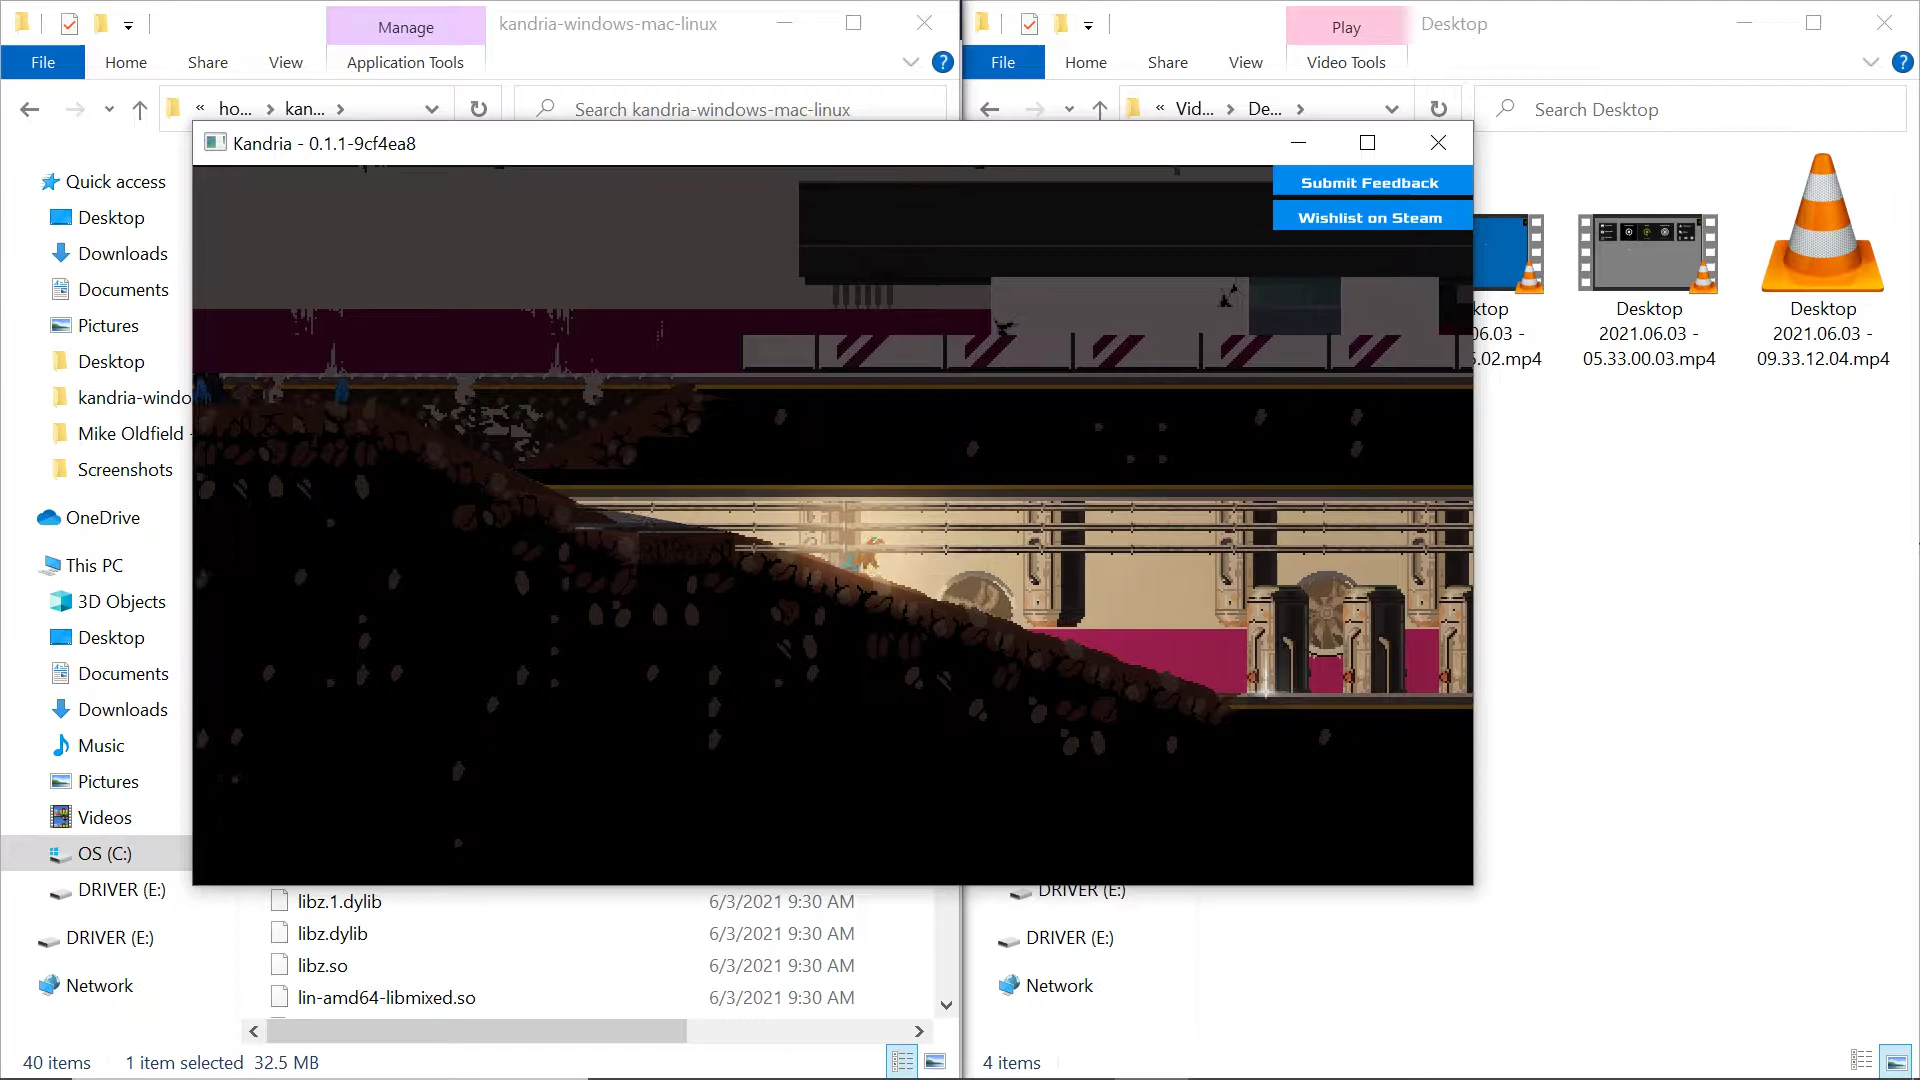 Manage
kandria-windows-mac-linux
File
Home
Share
View
Application Tools
« ho... > kan... >
Search kandria-windows-mac-linux
Play
Desktop
File
Home
Share
View
Video Tools
« Vid... > De... >
Search Desktop
Kandria - 0.1.1-9cf4ea8
Submit Feedback
Wishlist on Steam
Quick access
Desktop
Downloads
Documents
Pictures
Desktop
kandria-windo
Mike Oldfield -
Screenshots
OneDrive
This PC
3D Objects
Desktop
Documents
Downloads
Music
Pictures
Videos
OS (C:)
DRIVER (E:)
DRIVER (E:)
Network
libz.1.dylib 6/3/2021 9:30 AM
libz.dylib 6/3/2021 9:30 AM
libz.so 6/3/2021 9:30 AM
lin-amd64-libmixed.so 6/3/2021 9:30 AM
40 items 1 item selected 32.5 MB
ktop
06.03 -
5.02.mp4
Desktop
2021.06.03 -
05.33.00.03.mp4
Desktop
2021.06.03 -
09.33.12.04.mp4
DRIVER (E:)
DRIVER (E:)
Network
4 items